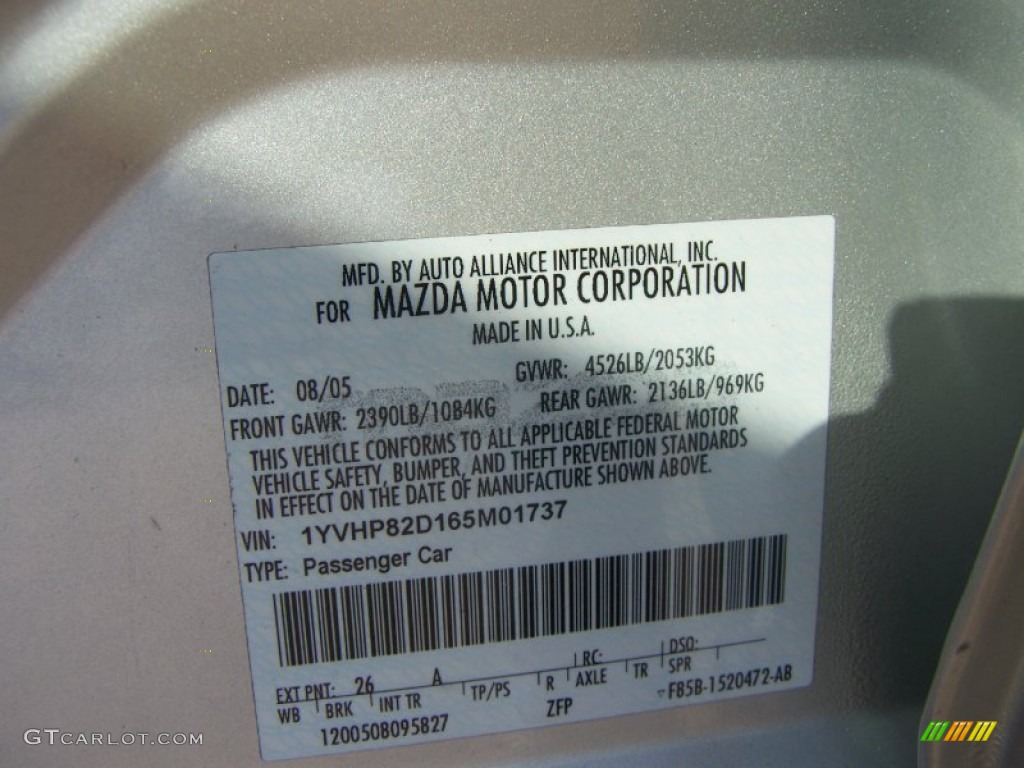 MFD. BY AUTO ALLIANCE INTERNATIONAL, INC.
FOR MAZDA MOTOR CORPORATION
MADE IN U.S.A.
DATE: 08/05 GVWR: 4526LB/2053KG
FRONT GAWR: 2390LB/1084KG REAR GAWR: 2136LB/969KG
THIS VEHICLE CONFORMS TO ALL APPLICABLE FEDERAL MOTOR
VEHICLE SAFETY, BUMPER, AND THEFT PREVENTION STANDARDS
IN EFFECT ON THE DATE OF MANUFACTURE SHOWN ABOVE.
VIN: 1YVHP82D165M01737
TYPE: Passenger Car
EXT PNT: 26 A RC: DSO:
WB BRK INT TR TP/PS R AXLE TR SPR
1200508095827 ZFP F85B-1520472-AB
GTCARLOT.COM